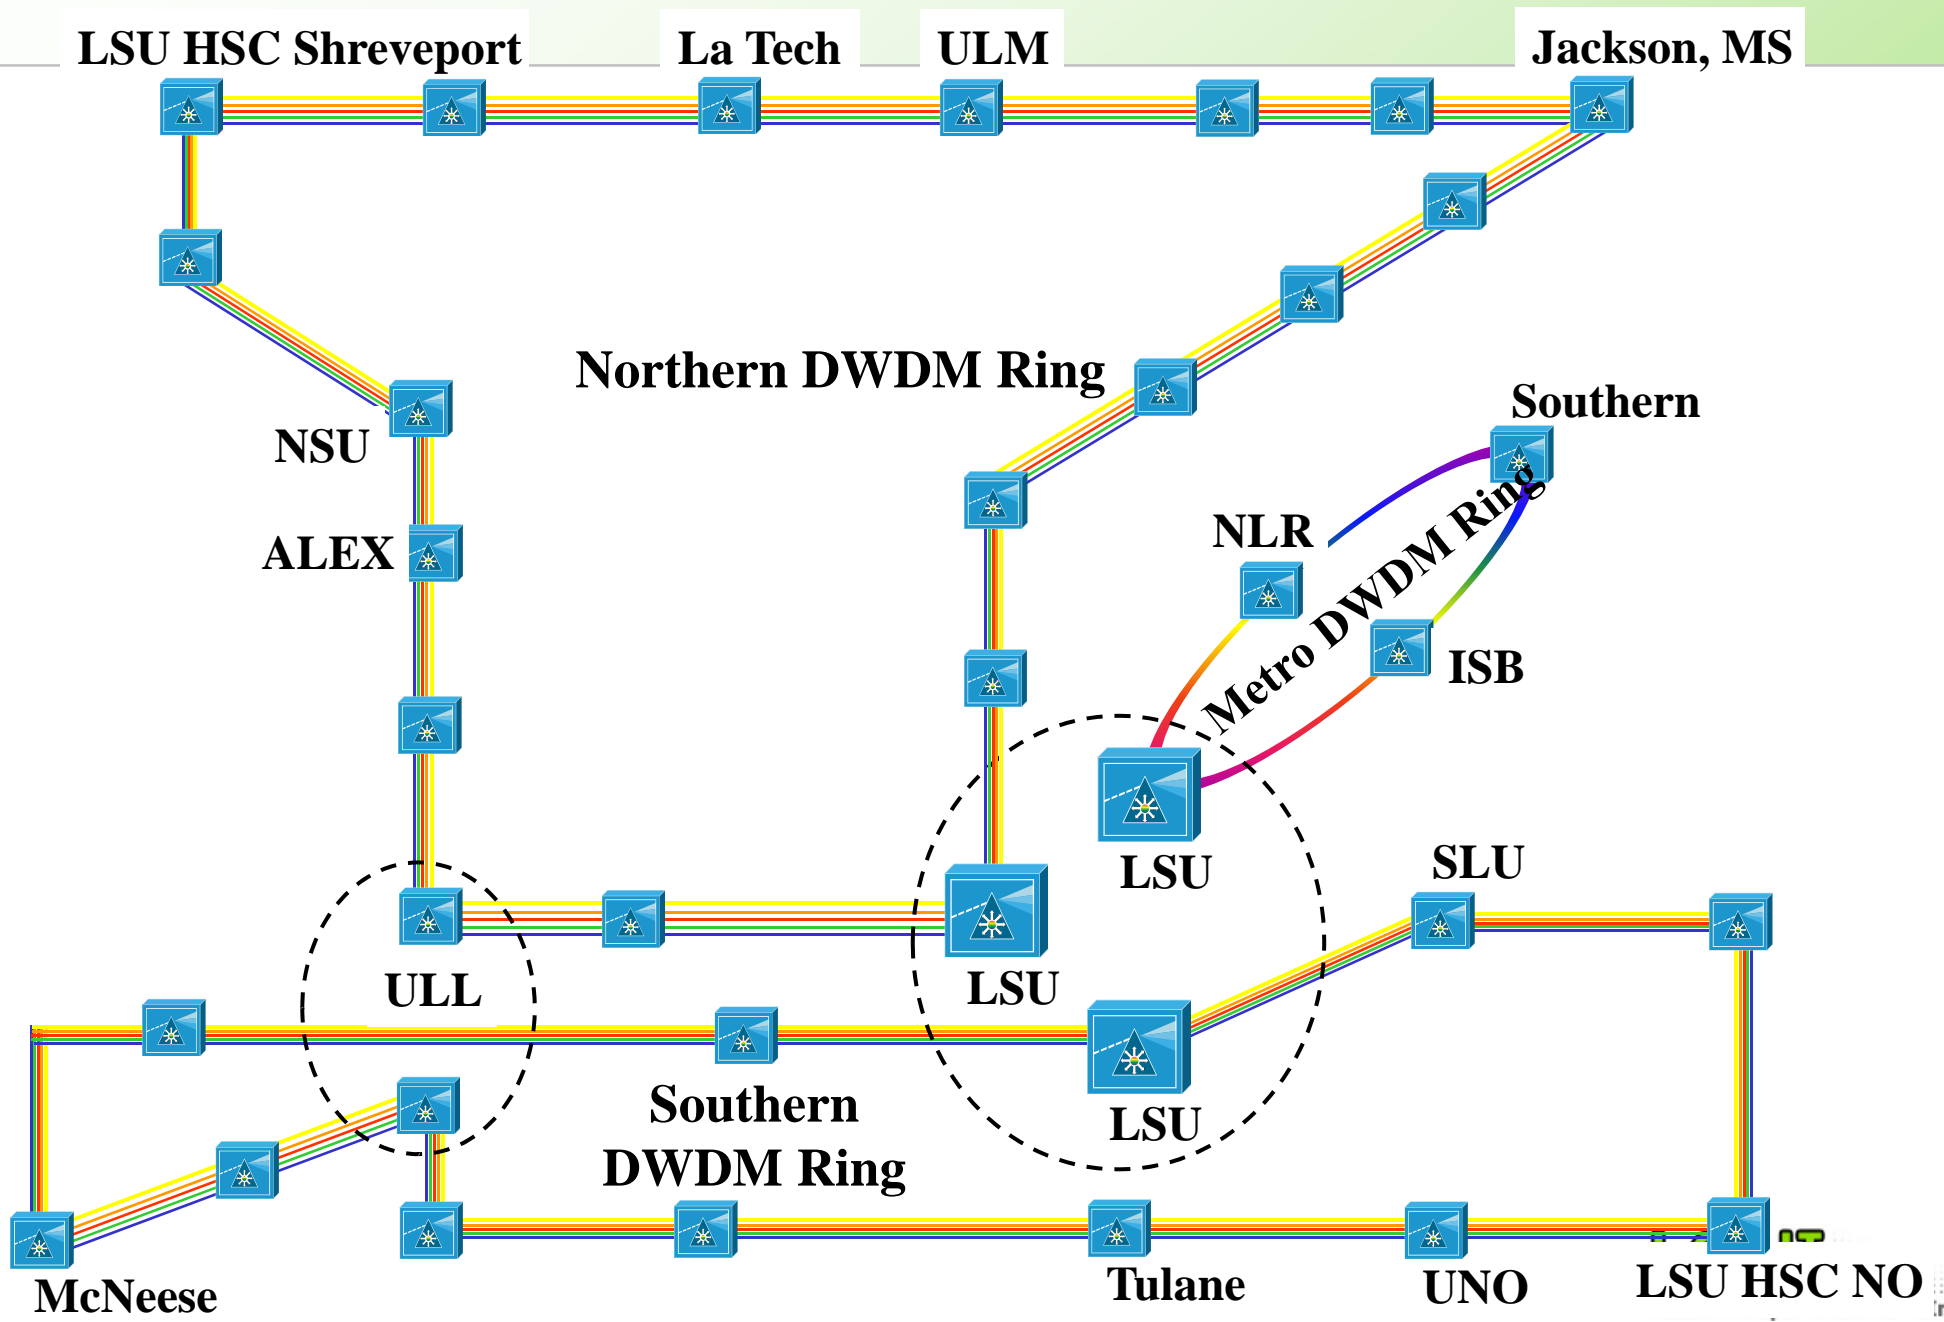 LSU HSC Shreveport
La Tech
ULM
Jackson, MS
Northern DWDM Ring
Southern
NSU
NLR
ALEX
Metro DWDM Ring
ISB
LSU
SLU
ULL
LSU
Southern
DWDM Ring
LSU
McNeese
Tulane
UNO
LSU HSC NO